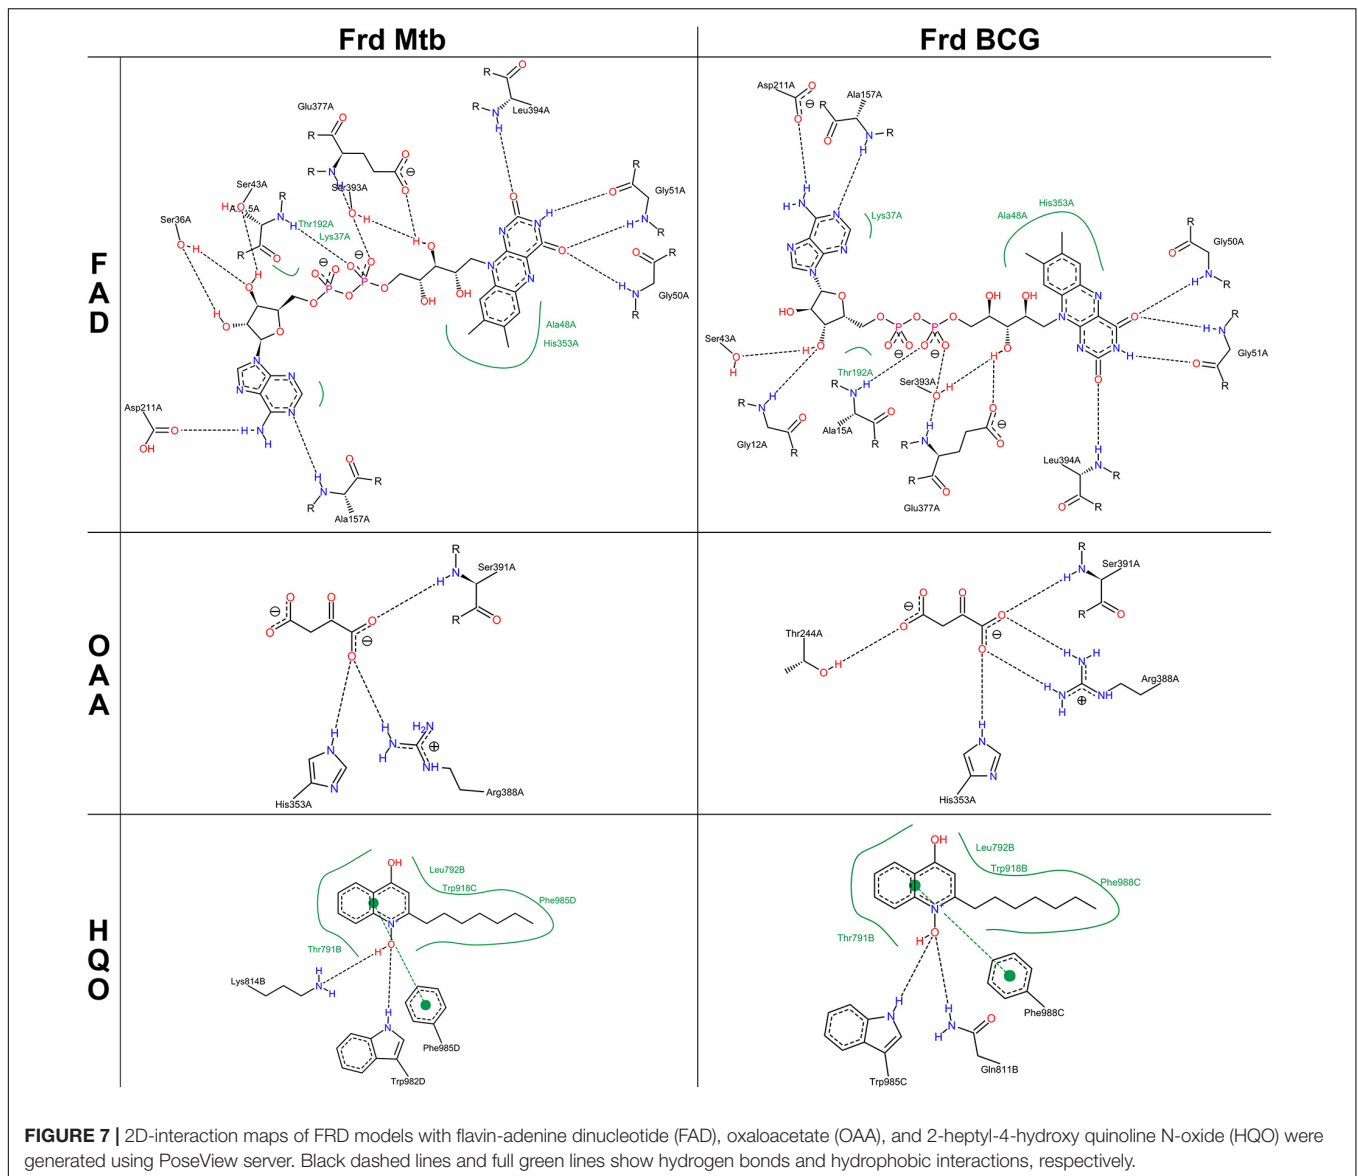 Frd Mtb
Frd BCG
F
A
D
Glu377A
Leu394A
Ser43A
Ser393A
Gly51A
Ser36A
Thr192A
Lys37A
Gly50A
Ala48A
His353A
Asp211A
Ala157A
Asp211A
Ala157A
Lys37A
His353A
Ala48A
Gly50A
Ser43A
Gly51A
Thr192A
Ser393A
Gly12A
Ala15A
Leu394A
Glu377A
O
A
A
Ser391A
His353A
Arg388A
Ser391A
Thr244A
Arg388A
His353A
H
Q
O
Leu792B
Trp918C
Phe985D
Thr791B
Lys814B
Phe985D
Trp982D
Leu792B
Trp918B
Phe988C
Thr791B
Phe988C
Gln811B
Trp985C
FIGURE 7 | 2D-interaction maps of FRD models with flavin-adenine dinucleotide (FAD), oxaloacetate (OAA), and 2-heptyl-4-hydroxy quinoline N-oxide (HQO) were
generated using PoseView server. Black dashed lines and full green lines show hydrogen bonds and hydrophobic interactions, respectively.